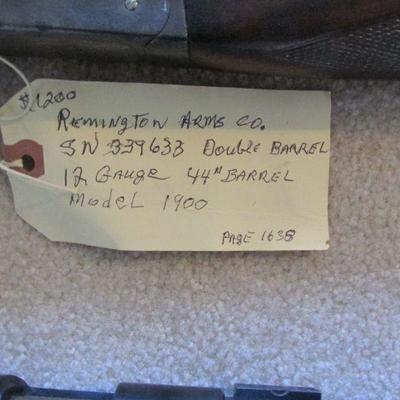 $1200
Remington Arms Co.
SN 339633 Double Barrel
12 Gauge 44" Barrel
Model 1900
Page 1638